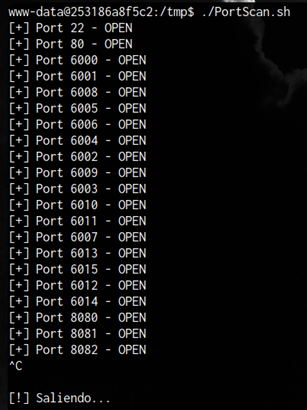 www-data@253186a8f5c2:/tmp$ ./PortScan.sh
[+] Port 22 - OPEN
[+] Port 80 - OPEN
[+] Port 6000 - OPEN
[+] Port 6001 - OPEN
[+] Port 6008 - OPEN
[+] Port 6005 - OPEN
[+] Port 6006 - OPEN
[+] Port 6004 - OPEN
[+] Port 6002 - OPEN
[+] Port 6009 - OPEN
[+] Port 6003 - OPEN
[+] Port 6010 - OPEN
[+] Port 6011 - OPEN
[+] Port 6007 - OPEN
[+] Port 6013 - OPEN
[+] Port 6015 - OPEN
[+] Port 6012 - OPEN
[+] Port 6014 - OPEN
[+] Port 8080 - OPEN
[+] Port 8081 - OPEN
[+] Port 8082 - OPEN
^C
[!] Saliendo...